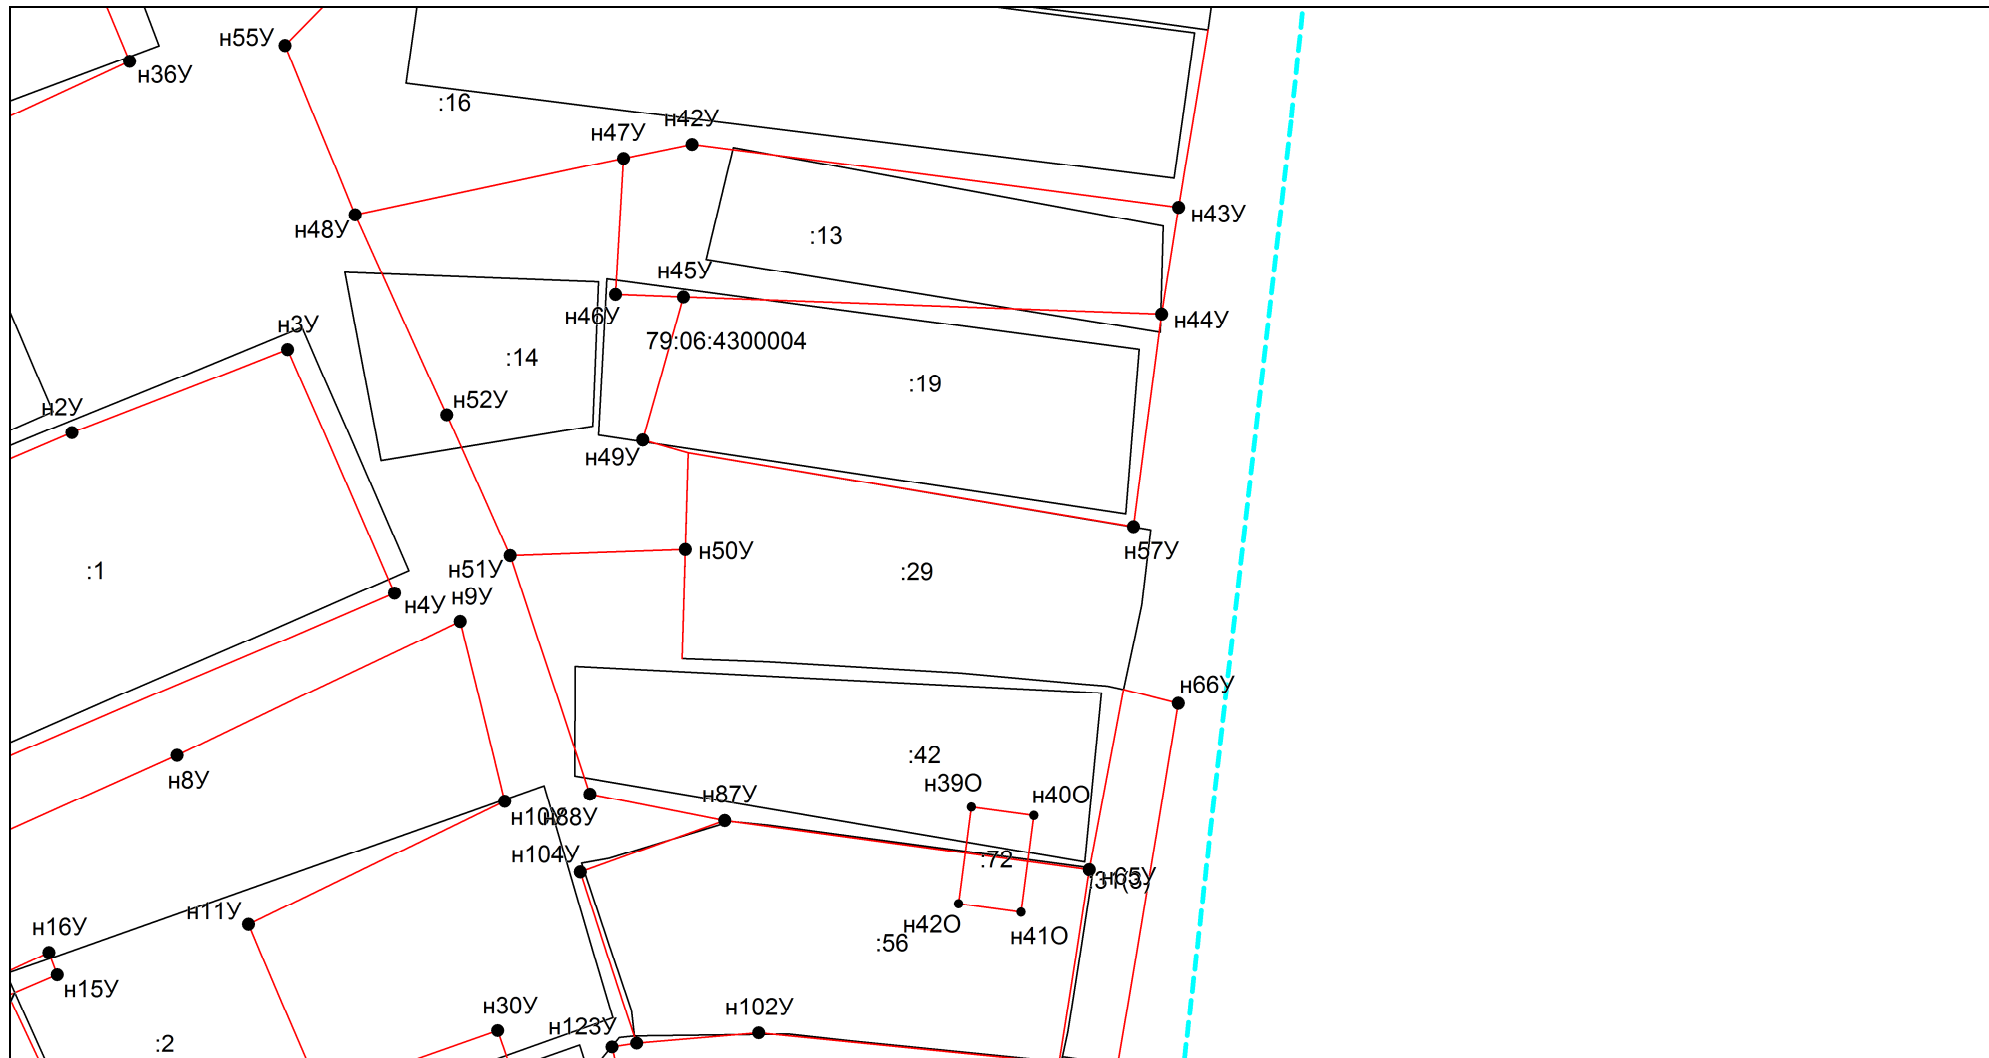 н55У
н36У
:16
н42У
н47У
н43У
н48У
:13
н45У
н46У
н44У
н3У
79:06:4300004
:14
:19
н52У
н2У
н49У
н50У
н57У
н51У
:1
:29
н9У
н4У
н66У
:42
н8У
н39О
н40О
н87У
н88У
н104У
:72
н65У
н11У
н16У
н42О
н41О
:56
н15У
н30У
н102У
н123У
:2